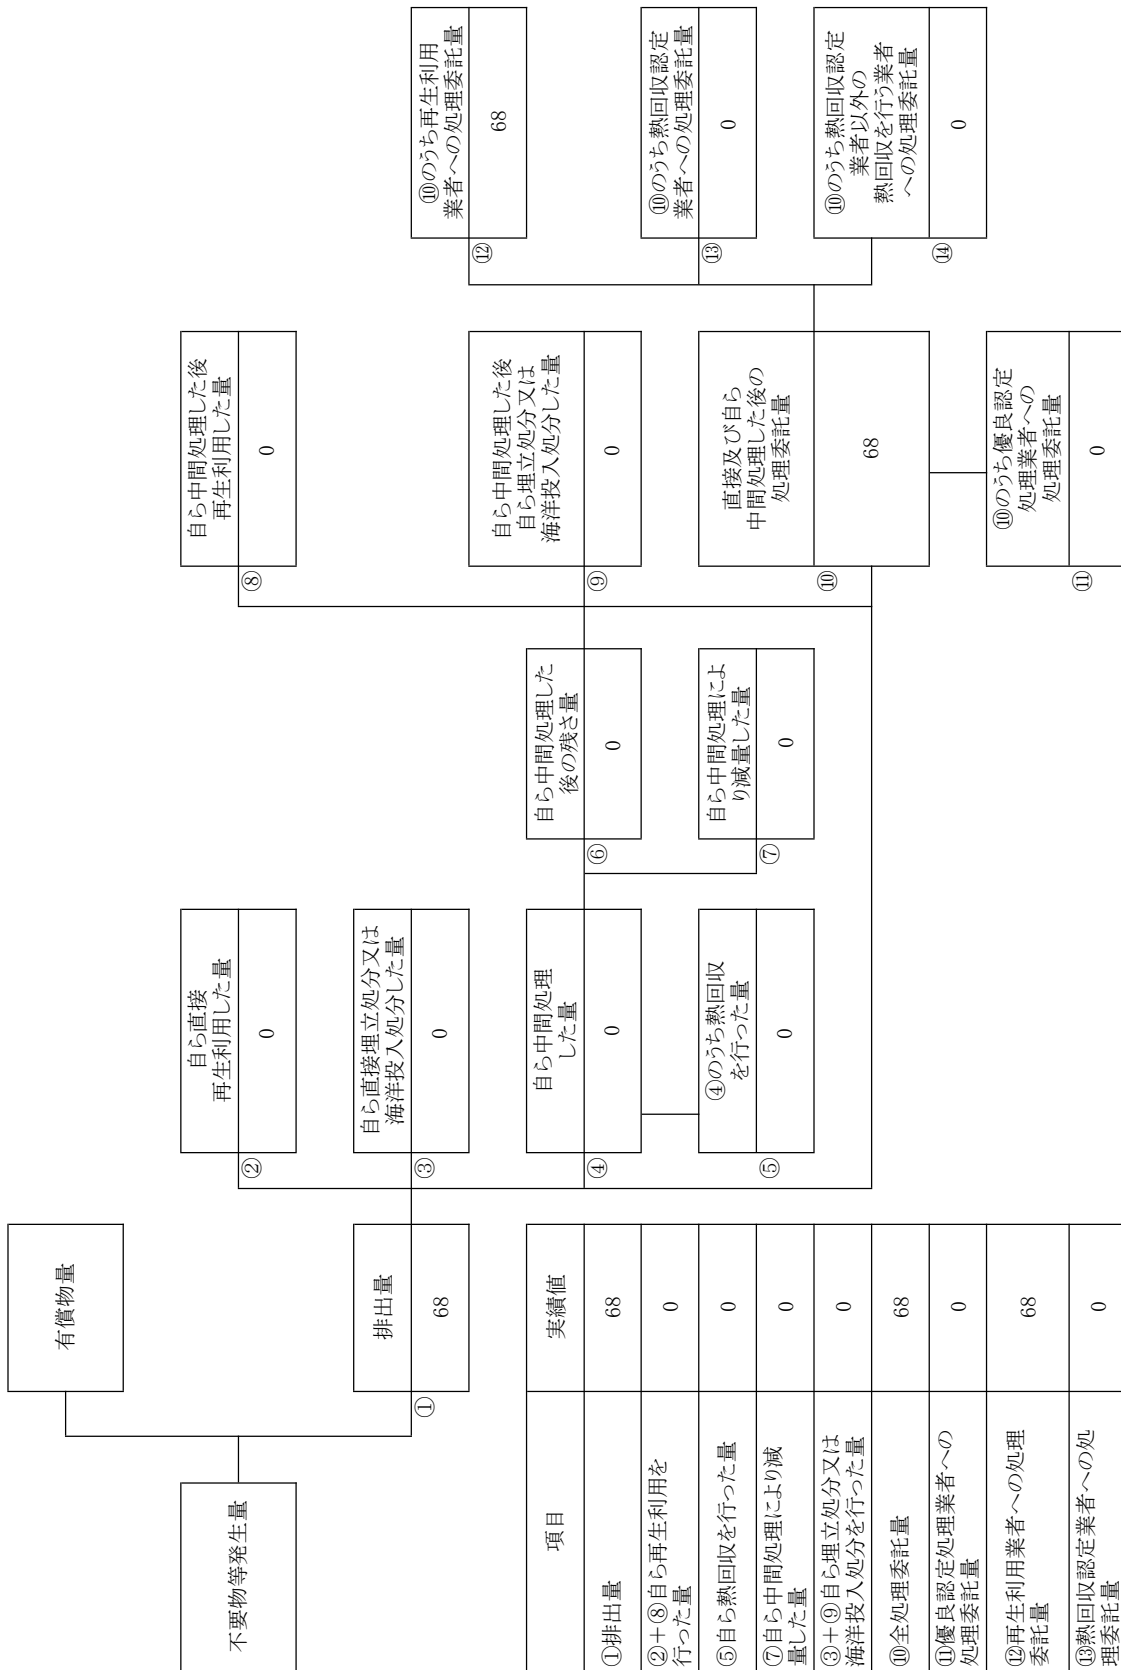 不要物等発生量
有償物量
①
排出量
68
②
自ら直接
再生利用した量
0
③
自ら直接埋立処分又は
海洋投入処分した量
0
④
自ら中間処理
した量
0
⑤
④のうち熱回収
を行った量
0
⑥
自ら中間処理した
後の残さ量
0
⑦
自ら中間処理によ
り減量した量
0
⑧
自ら中間処理した後
再生利用した量
0
⑨
自ら中間処理した後
自ら埋立処分又は
海洋投入処分した量
0
⑩
直接及び自ら
中間処理した後の
処理委託量
68
⑪
⑩のうち優良認定
処理業者への
処理委託量
0
⑫
⑩のうち再生利用
業者への処理委託量
68
⑬
⑩のうち熱回収認定
業者への処理委託量
0
⑭
⑩のうち熱回収認定
業者以外の
熱回収を行う業者
への処理委託量
0
項目
実績値
①排出量
68
②+⑧自ら再生利用を
行った量
0
⑤自ら熱回収を行った量
0
⑦自ら中間処理により減
量した量
0
③+⑨自ら埋立処分又は
海洋投入処分を行った量
0
⑩全処理委託量
68
⑪優良認定処理業者への
処理委託量
0
⑫再生利用業者への処理
委託量
68
⑬熱回収認定業者への処
理委託量
0